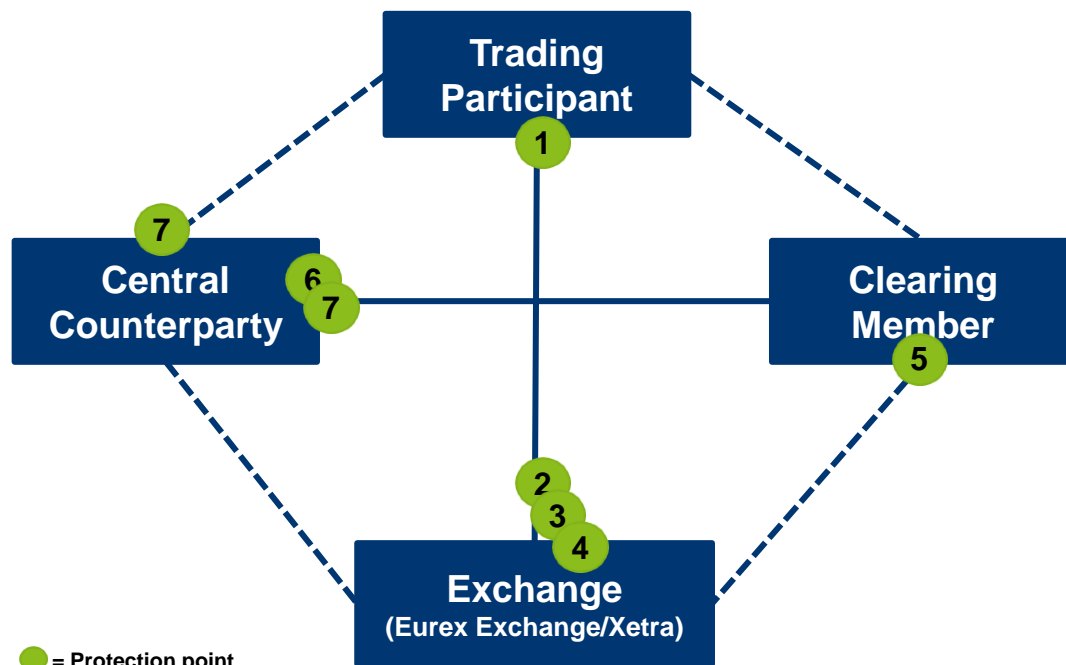 Trading
Participant
1
7
Central
Counterparty
6
7
Clearing
Member
5
2
3
4
Exchange
(Eurex Exchange/Xetra)
= Protection point